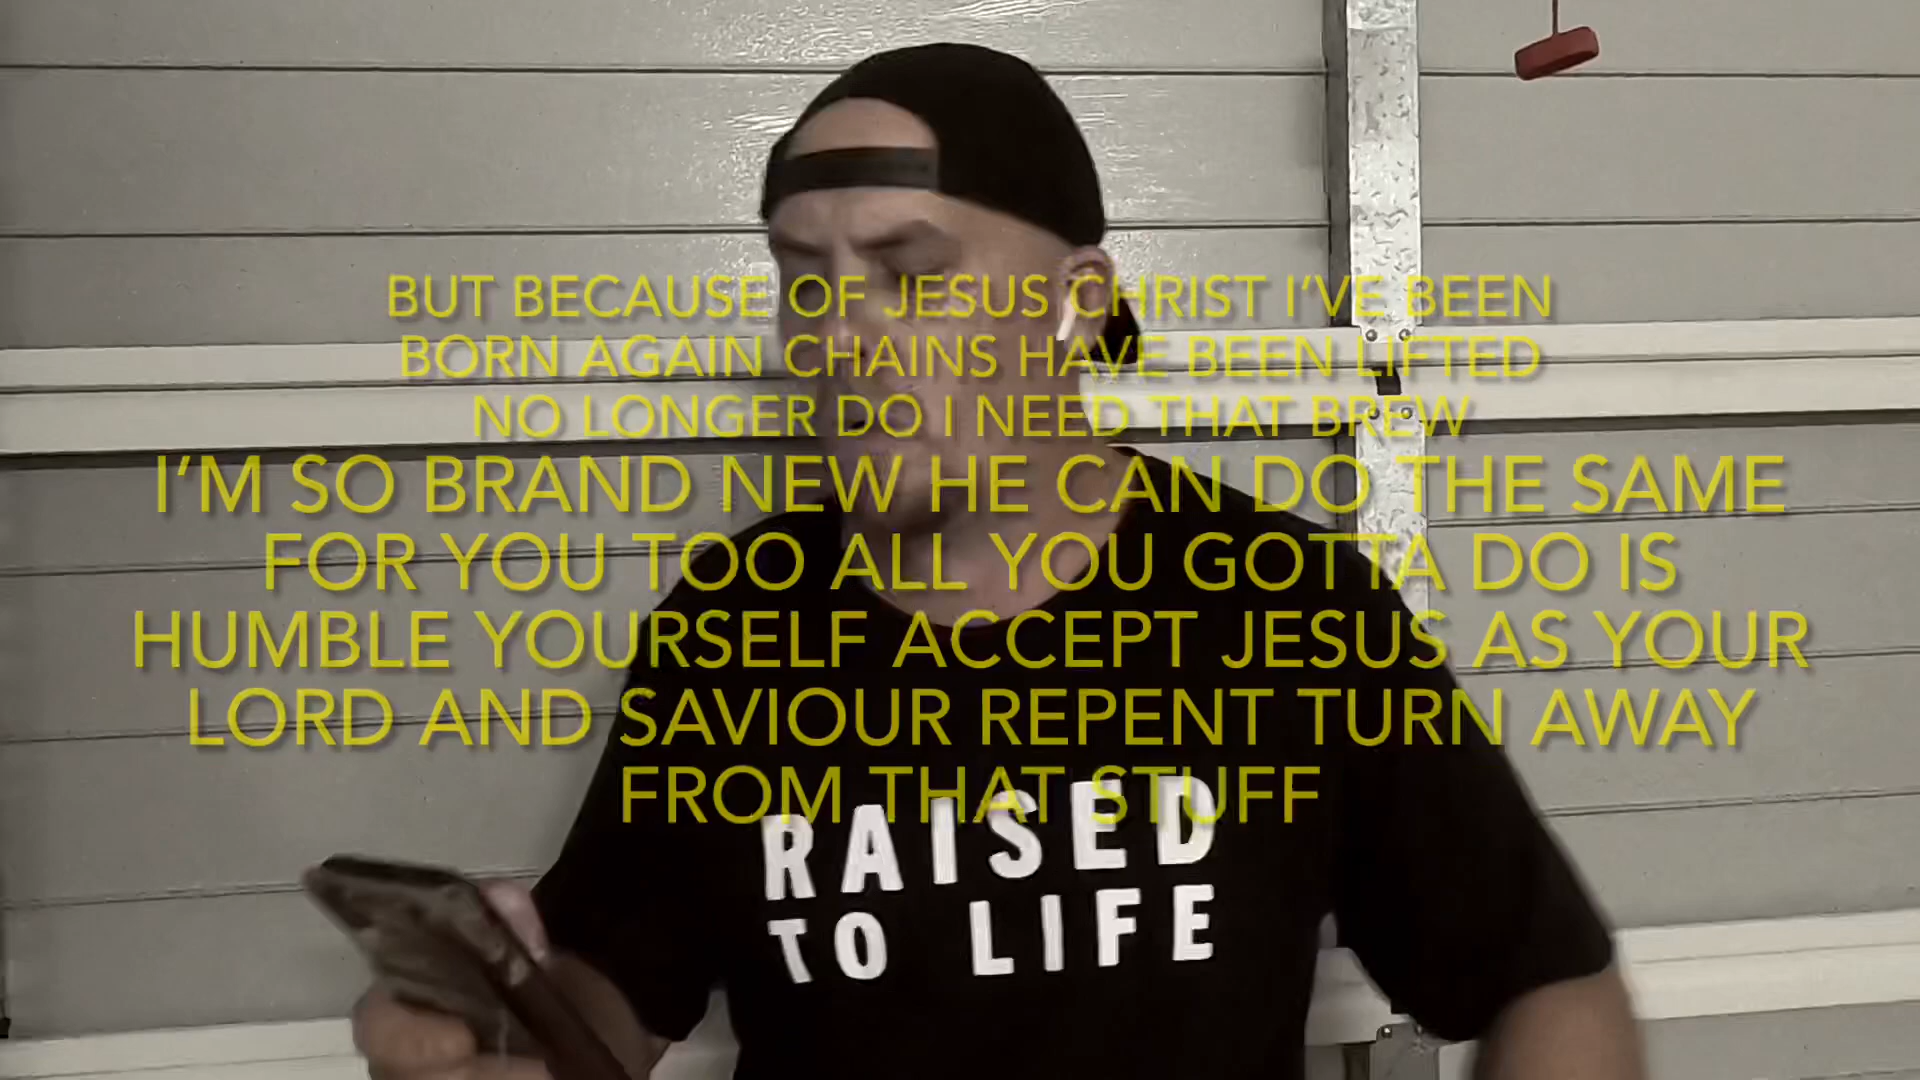 BUT BECAUSE OF JESUS CHRIST I'VE BEEN
BORN AGAIN CHAINS HAVE BEEN LIFTED
NO LONGER DO I NEED THAT BREW
I'M SO BRAND NEW HE CAN DO THE SAME
FOR YOU TOO ALL YOU GOTTA DO IS
HUMBLE YOURSELF ACCEPT JESUS AS YOUR
LORD AND SAVIOUR REPENT TURN AWAY
FROM THAT STUFF
RAISED
TO LIFE